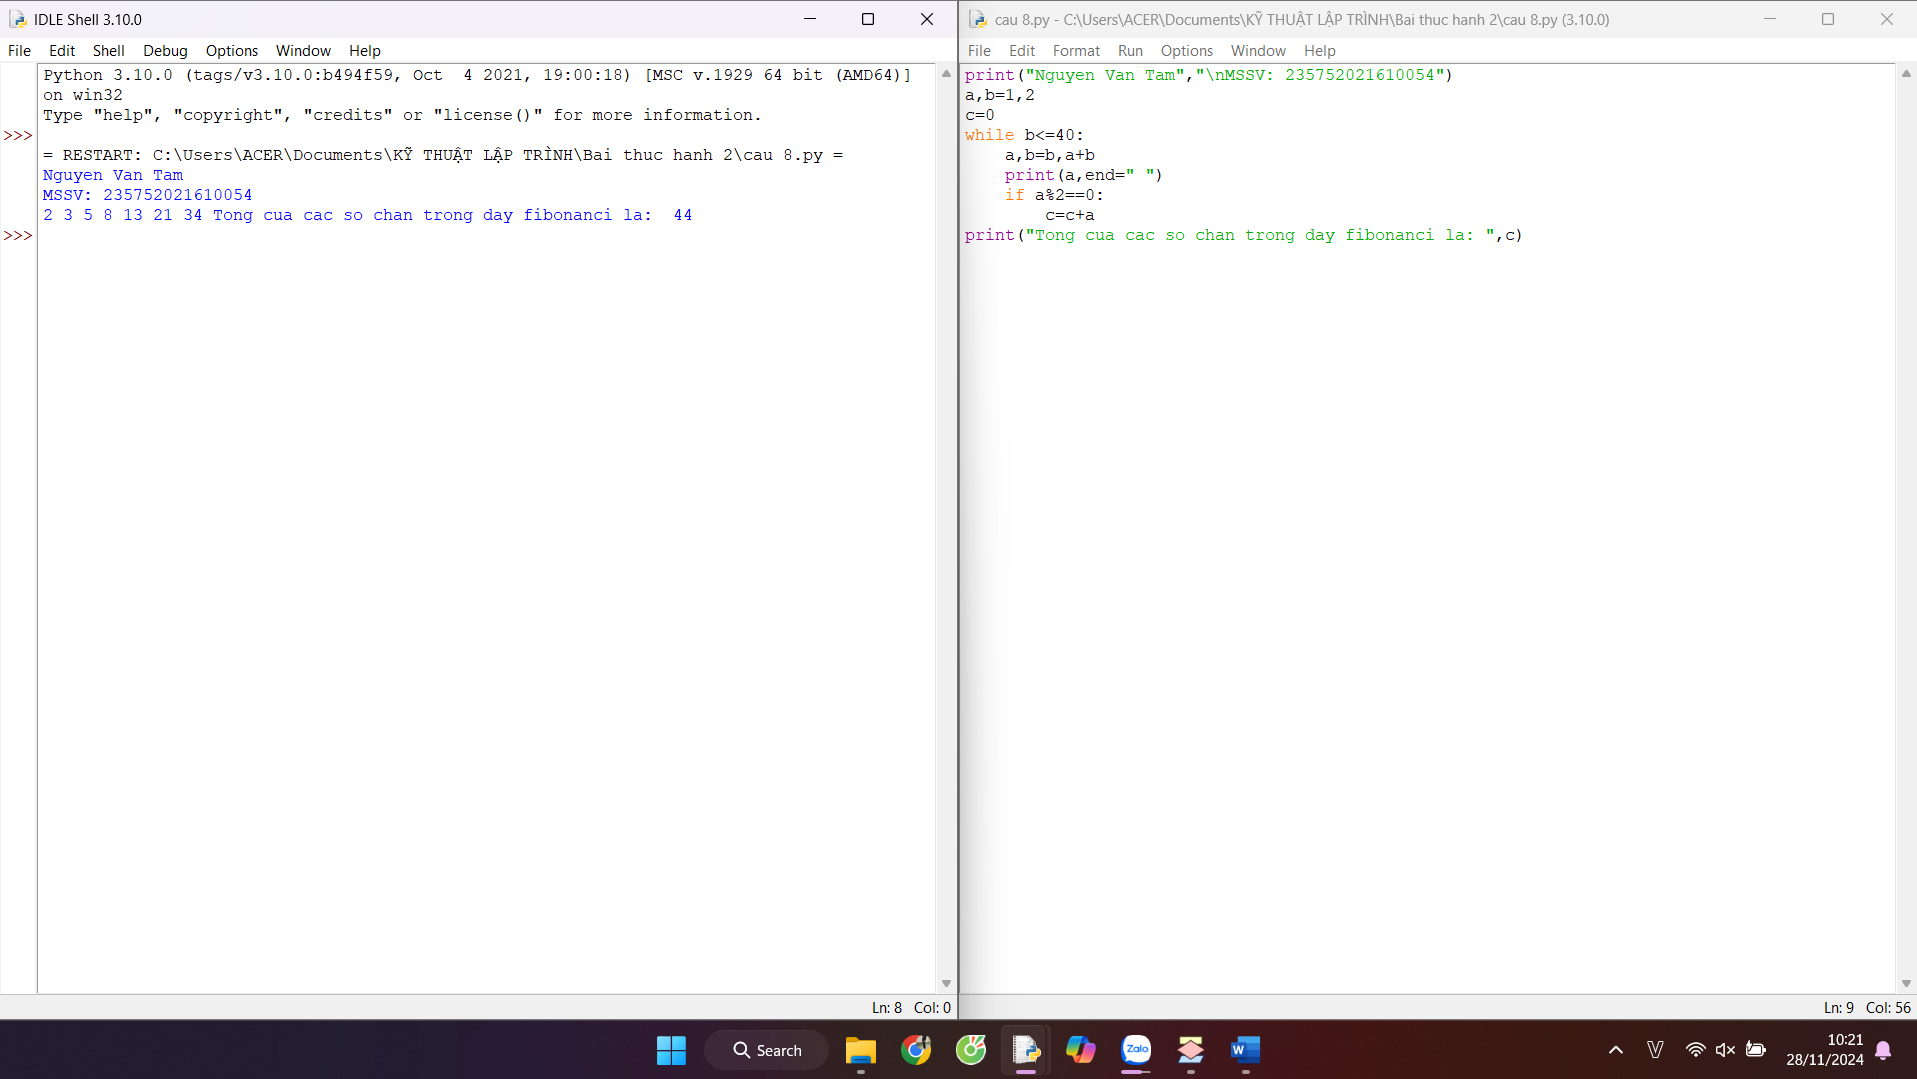 IDLE Shell 3.10.0
File Edit Shell Debug Options Window Help
Python 3.10.0 (tags/v3.10.0:b494f59, Oct  4 2021, 19:00:18) [MSC v.1929 64 bit (AMD64)]
on win32
Type "help", "copyright", "credits" or "license()" for more information.
>>>
= RESTART: C:\Users\ACER\Documents\KỸ THUẬT LẬP TRÌNH\Bai thuc hanh 2\cau 8.py =
Nguyen Van Tam
MSSV: 235752021610054
2 3 5 8 13 21 34 Tong cua cac so chan trong day fibonanci la:  44
>>>
Ln: 8 Col: 0
cau 8.py - C:\Users\ACER\Documents\KỸ THUẬT LẬP TRÌNH\Bai thuc hanh 2\cau 8.py (3.10.0)
File Edit Format Run Options Window Help
print("Nguyen Van Tam","\nMSSV: 235752021610054")
a,b=1,2
c=0
while b<=40:
    a,b=b,a+b
    print(a,end=" ")
    if a%2==0:
        c=c+a
print("Tong cua cac so chan trong day fibonanci la: ",c)
Ln: 9 Col: 56
Search
Zalo
W
V
10:21
28/11/2024